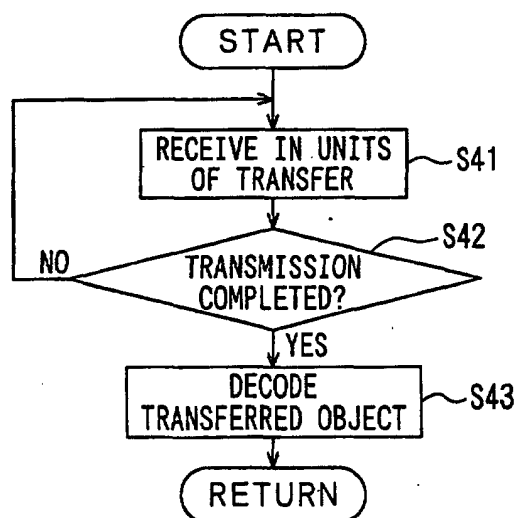 START
RECEIVE IN UNITS
OF TRANSFER
S41
S42
NO
TRANSMISSION
COMPLETED?
YES
DECODE
TRANSFERRED OBJECT
S43
RETURN